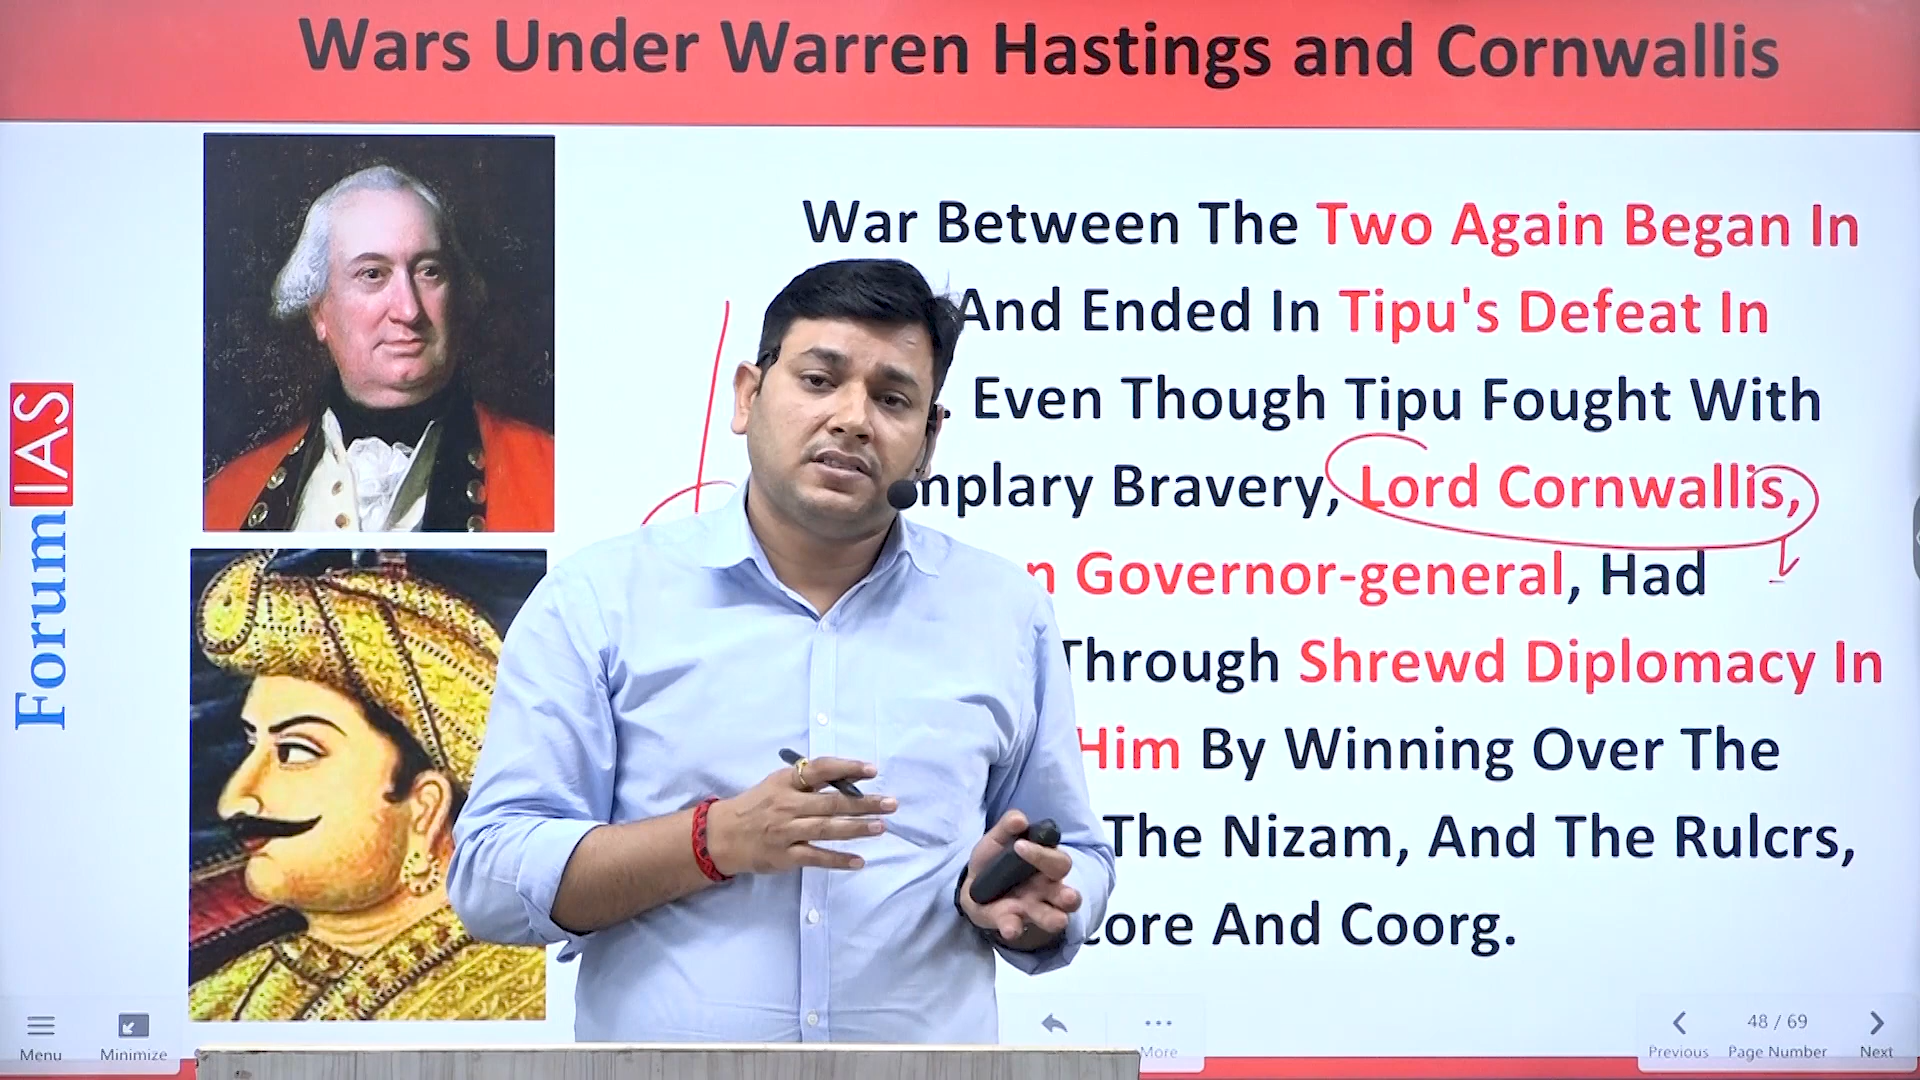 Wars Under Warren Hastings and Cornwallis
War Between The Two Again Began In
And Ended In Tipu's Defeat In
. Even Though Tipu Fought With
mplary Bravery, Lord Cornwallis,
n Governor-general, Had
Through Shrewd Diplomacy In
Him By Winning Over The
The Nizam, And The Rulcrs,
core And Coorg.
Forum IAS
Menu
Minimize
More
48 / 69
Previous
Page Number
Next